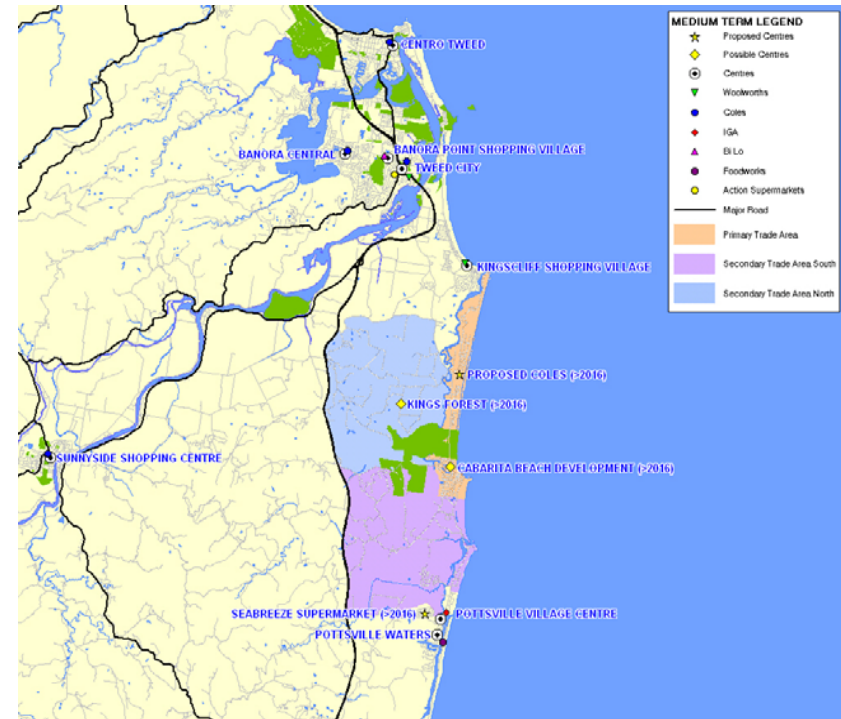 CENTRO TWEED
BANORA POINT SHOPPING VILLAGE
BANORA CENTRAL
TWEED CITY
KINGSCLIFF SHOPPING VILLAGE
PROPOSED COLES (>2016)
KINGS FOREST (>2016)
SUNNYSIDE SHOPPING CENTRE
CABARITA BEACH DEVELOPMENT (>2016)
SEABREEZE SUPERMARKET (>2016)
POTTSVILLE VILLAGE CENTRE
POTTSVILLE WATERS
MEDIUM TERM LEGEND
Proposed Centres
Possible Centres
Centres
Woolworths
Coles
IGA
Bi Lo
Foodworks
Action Supermarkets
Major Road
Primary Trade Area
Secondary Trade Area South
Secondary Trade Area North